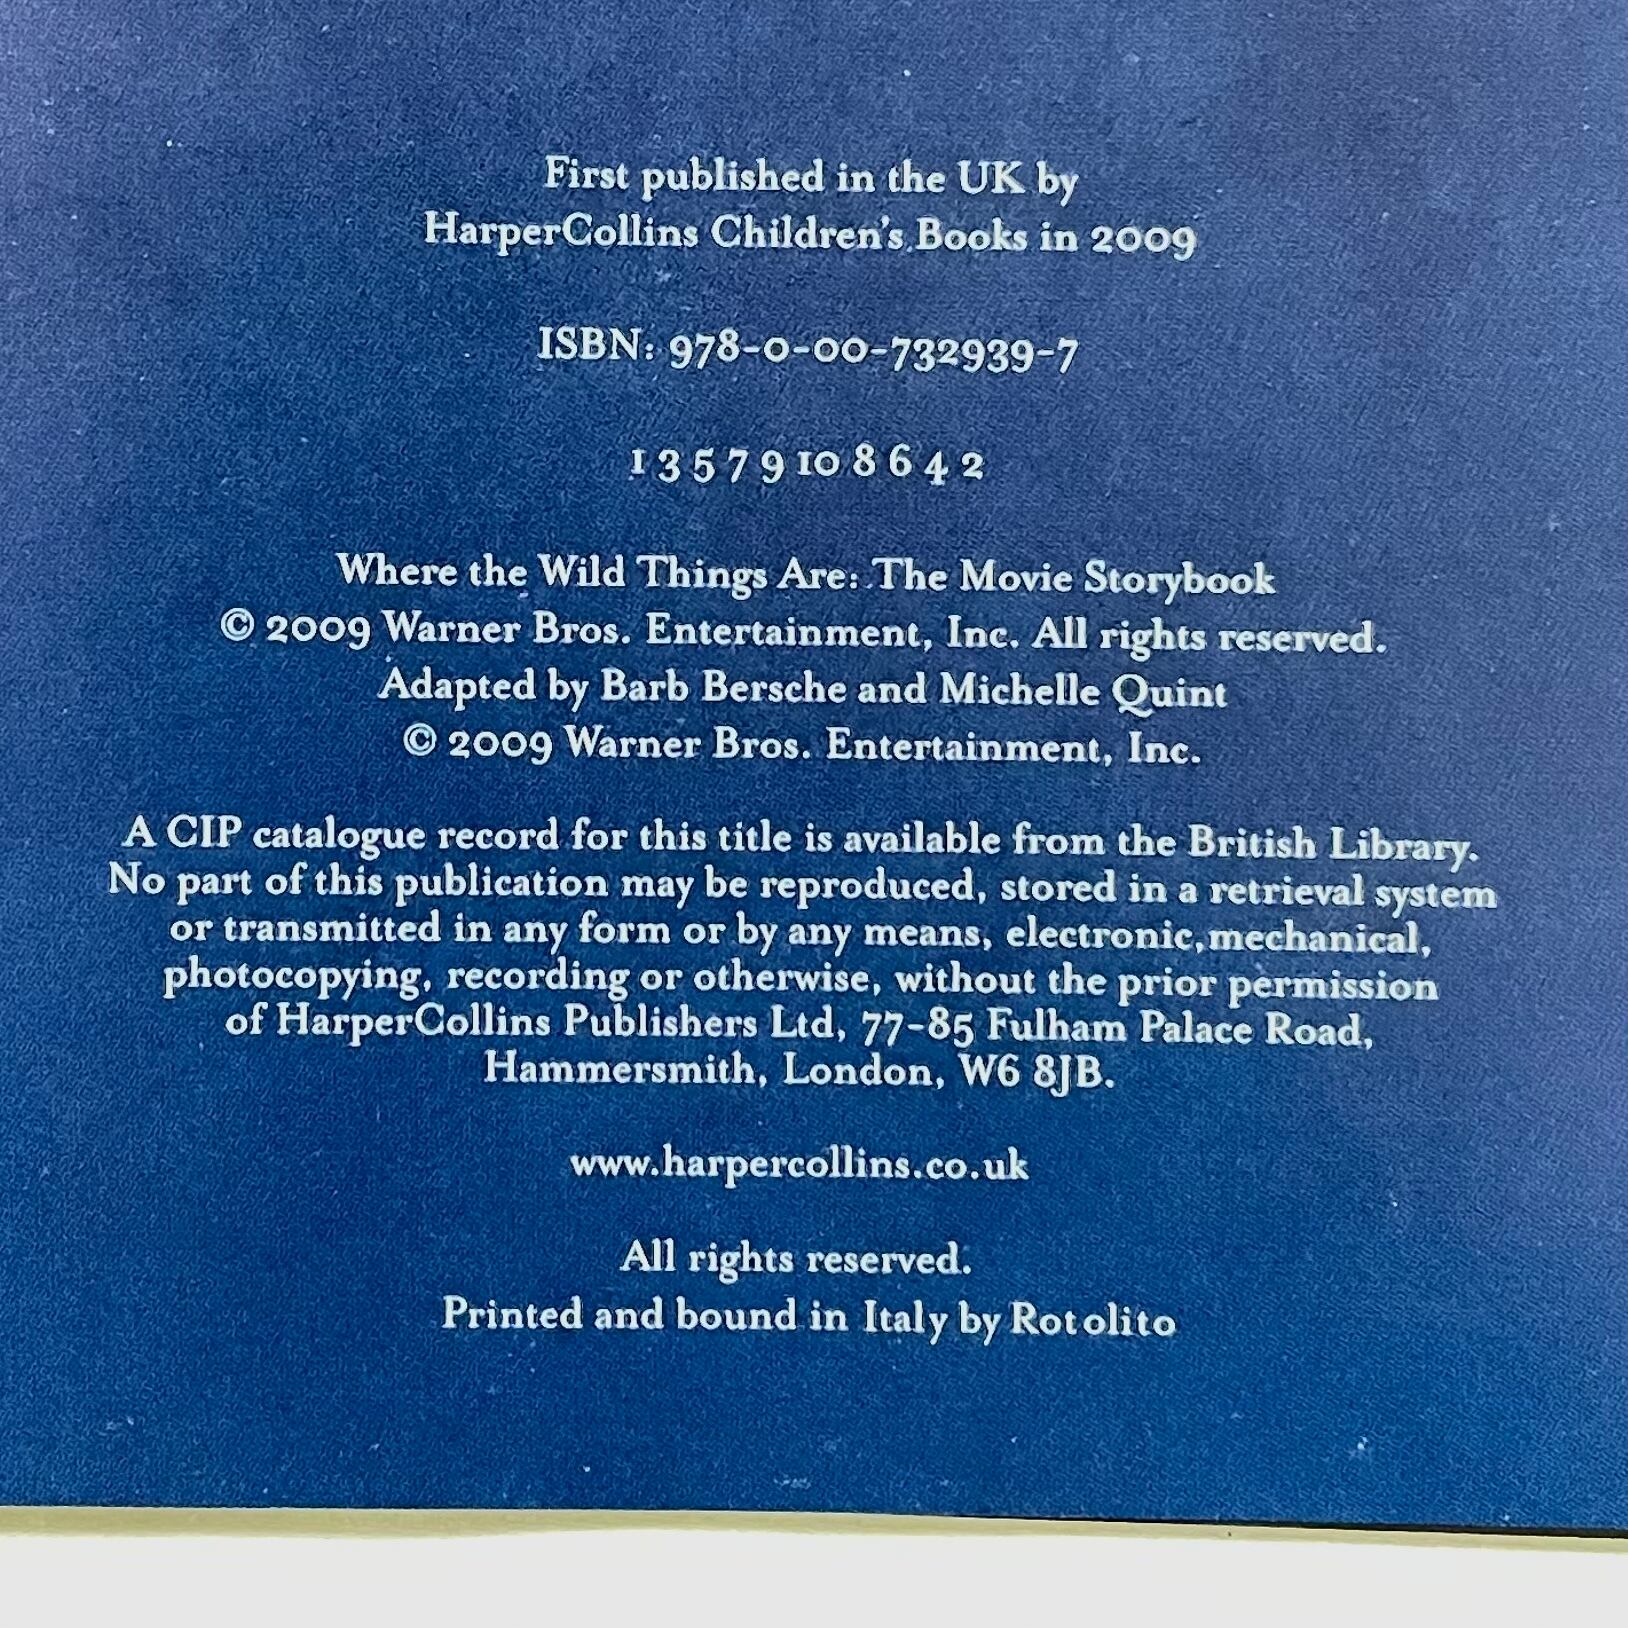 First published in the UK by
HarperCollins Children's Books in 2009
ISBN: 978-0-00-732939-7
1 3 5 7 9 10 8 6 4 2
Where the Wild Things Are: The Movie Storybook
© 2009 Warner Bros. Entertainment, Inc. All rights reserved.
Adapted by Barb Bersche and Michelle Quint
© 2009 Warner Bros. Entertainment, Inc.
A CIP catalogue record for this title is available from the British Library.
No part of this publication may be reproduced, stored in a retrieval system
or transmitted in any form or by any means, electronic, mechanical,
photocopying, recording or otherwise, without the prior permission
of HarperCollins Publishers Ltd, 77-85 Fulham Palace Road,
Hammersmith, London, W6 8JB.
www.harpercollins.co.uk
All rights reserved.
Printed and bound in Italy by Rotolito